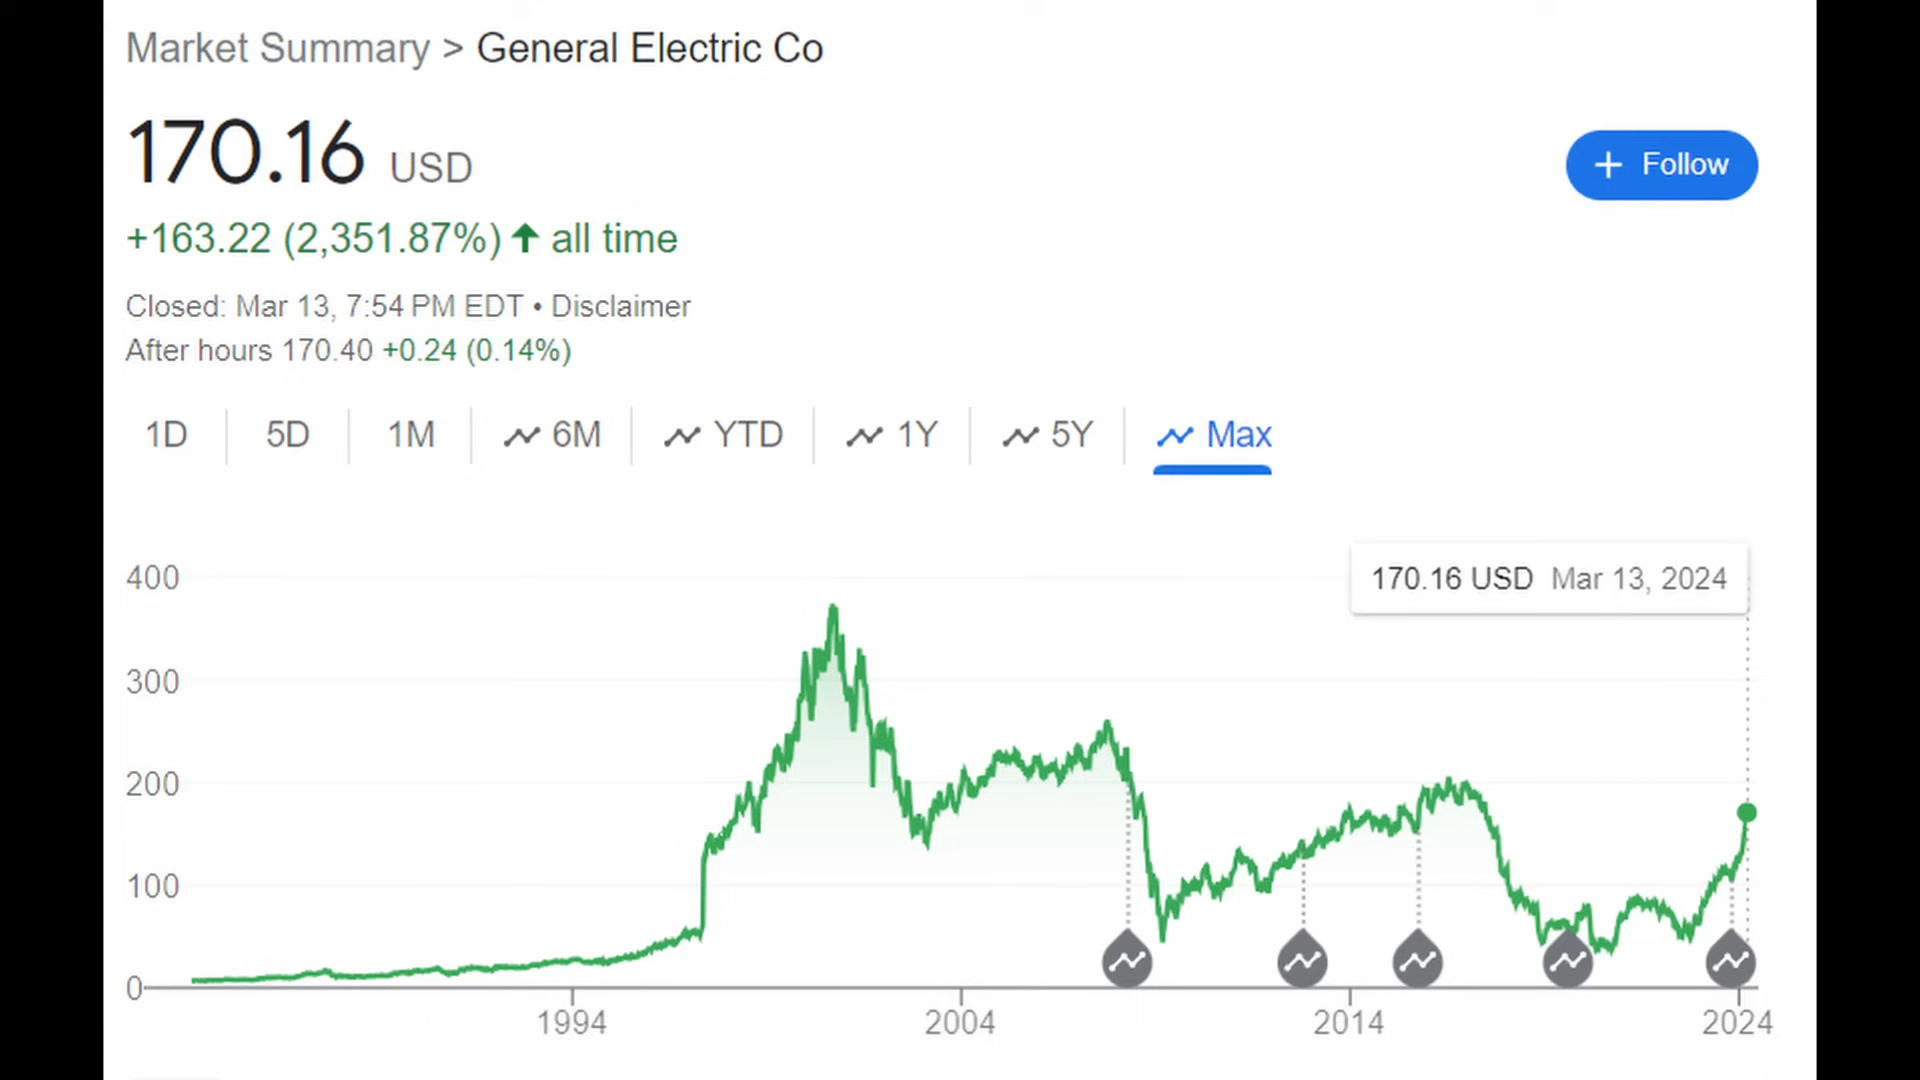 Market Summary > General Electric Co
170.16 USD
+ Follow
+163.22 (2,351.87%) ↑ all time
Closed: Mar 13, 7:54 PM EDT • Disclaimer
After hours 170.40 +0.24 (0.14%)
1D 5D 1M 6M YTD 1Y 5Y Max
170.16 USD Mar 13, 2024
400
300
200
100
0
1994 2004 2014 2024